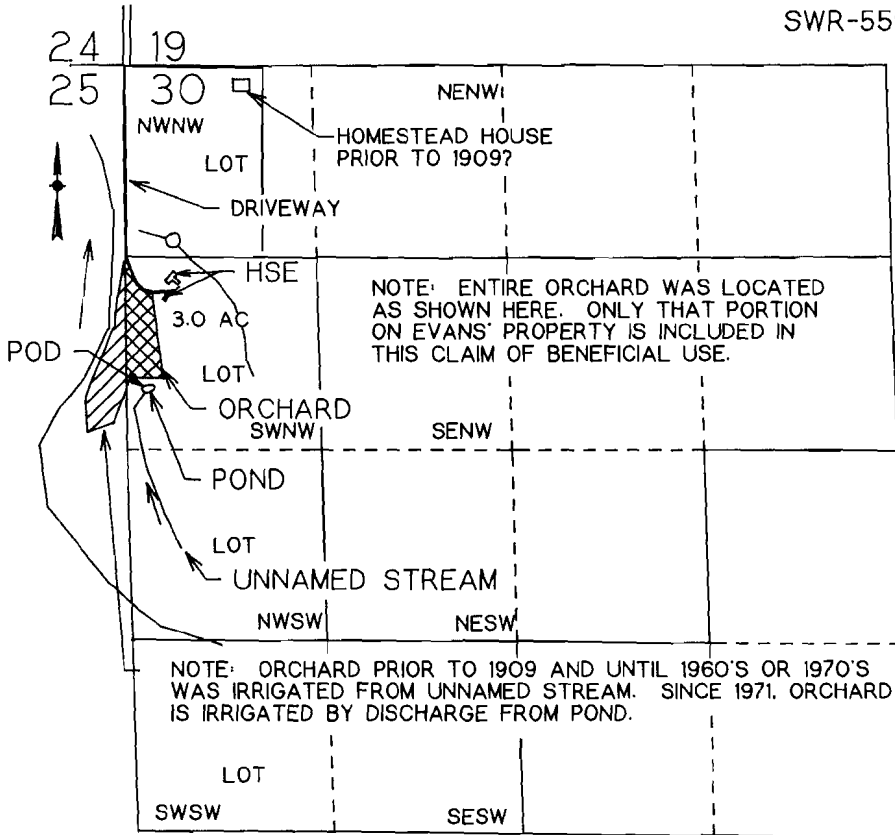 SWR-55
24 19
25 30
NENW
NWNW
HOMESTEAD HOUSE
PRIOR TO 1909?
LOT
DRIVEWAY
HSE
NOTE: ENTIRE ORCHARD WAS LOCATED
AS SHOWN HERE. ONLY THAT PORTION
ON EVANS' PROPERTY IS INCLUDED IN
THIS CLAIM OF BENEFICIAL USE.
3.0 AC
POD
LOT
ORCHARD
SWNW
SENW
POND
LOT
UNNAMED STREAM
NWSW
NESW
NOTE: ORCHARD PRIOR TO 1909 AND UNTIL 1960'S OR 1970'S
WAS IRRIGATED FROM UNNAMED STREAM. SINCE 1971, ORCHARD
IS IRRIGATED BY DISCHARGE FROM POND.
LOT
SWSW
SESW